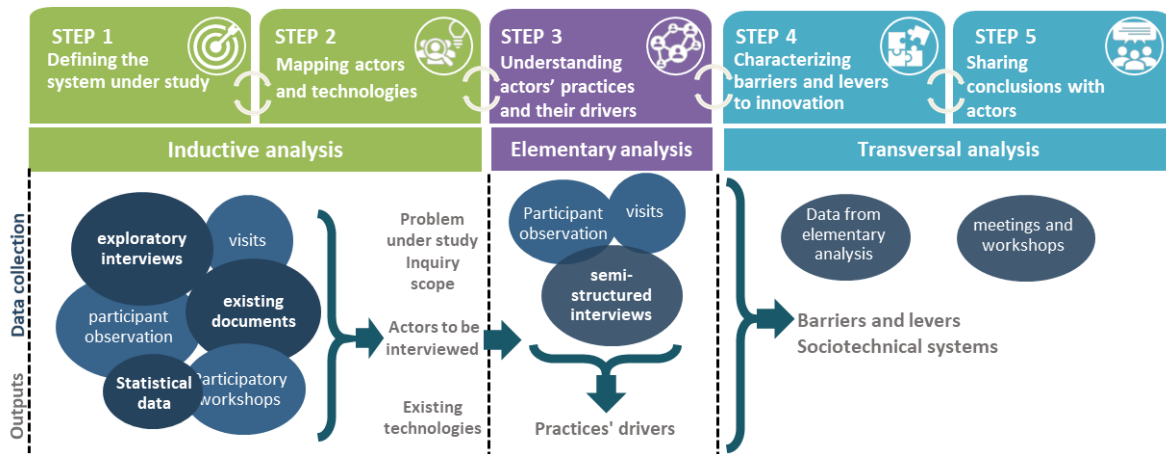 STEP 1
Defining the
system under study
STEP 2
Mapping actors
and technologies
STEP 3
Understanding
actors’ practices
and their drivers
STEP 4
Characterizing
barriers and levers
to innovation
STEP 5
Sharing
conclusions with
actors
Inductive analysis
Elementary analysis
Transversal analysis
Data collection
Outputs
exploratory
interviews
visits
existing
documents
participant
observation
Statistical
data
Participatory
workshops
Problem
under study
Inquiry
scope
Actors to be
interviewed
Existing
technologies
Participant
observation
visits
semi-
structured
interviews
Practices' drivers
Data from
elementary
analysis
meetings and
workshops
Barriers and levers
Sociotechnical systems